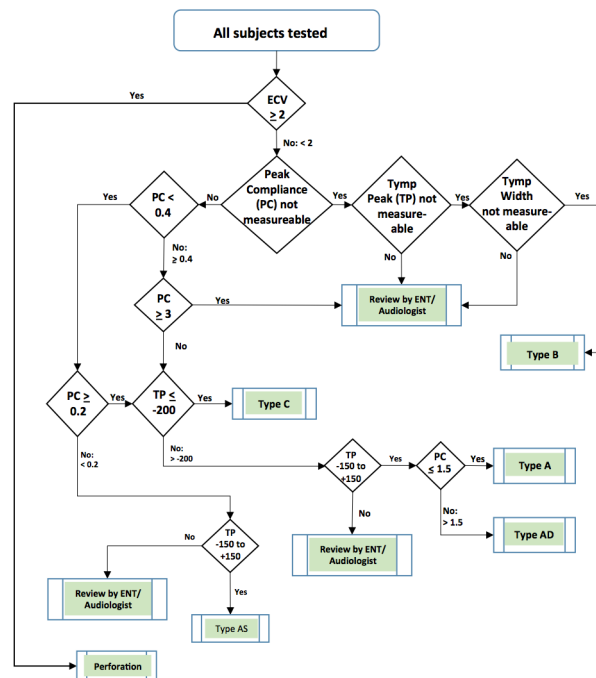 All subjects tested
Yes
ECV
≥ 2
No: < 2
Peak
Compliance
(PC) not
measureable
Tymp
Peak (TP) not
measure-
able
Tymp
Width
not measure-
able
Yes
PC <
0.4
Yes
No
Yes
Yes
No:
≥ 0.4
No
No
PC
≥ 3
Yes
Review by ENT/
Audiologist
No
Type B
PC ≥
0.2
Yes
TP ≤
-200
Yes
Type C
No:
< 0.2
No:
> -200
TP
-150 to
+150
Yes
PC
≤ 1.5
Yes
Type A
No
No:
> 1.5
Type AD
TP
-150 to
+150
No
Review by ENT/
Audiologist
Yes
Review by ENT/
Audiologist
Type AS
Perforation